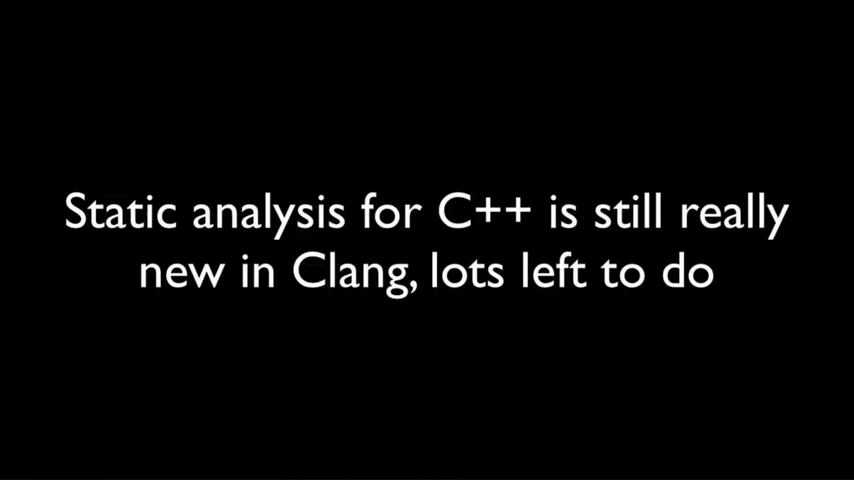 Static analysis for C++ is still really
new in Clang, lots left to do